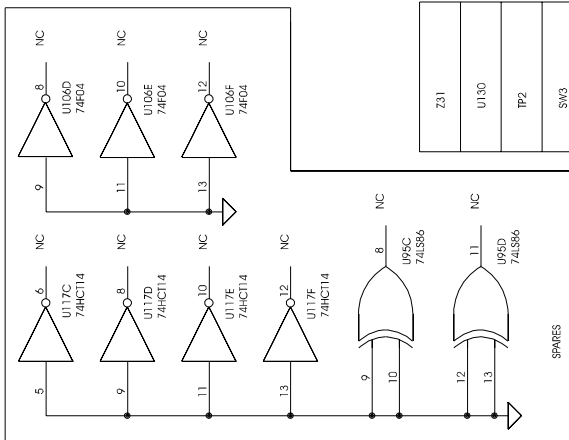 NC
NC
NC
8
10
12
U106D
74F04
U106E
74F04
U106F
74F04
9
11
13
NC
NC
NC
NC
6
8
10
12
U117C
74HCT14
U117D
74HCT14
U117E
74HCT14
U117F
74HCT14
5
9
11
13
NC
NC
8
11
U95C
74LS86
U95D
74LS86
9
10
12
13
SPARES
Z31
U130
TP2
SW3